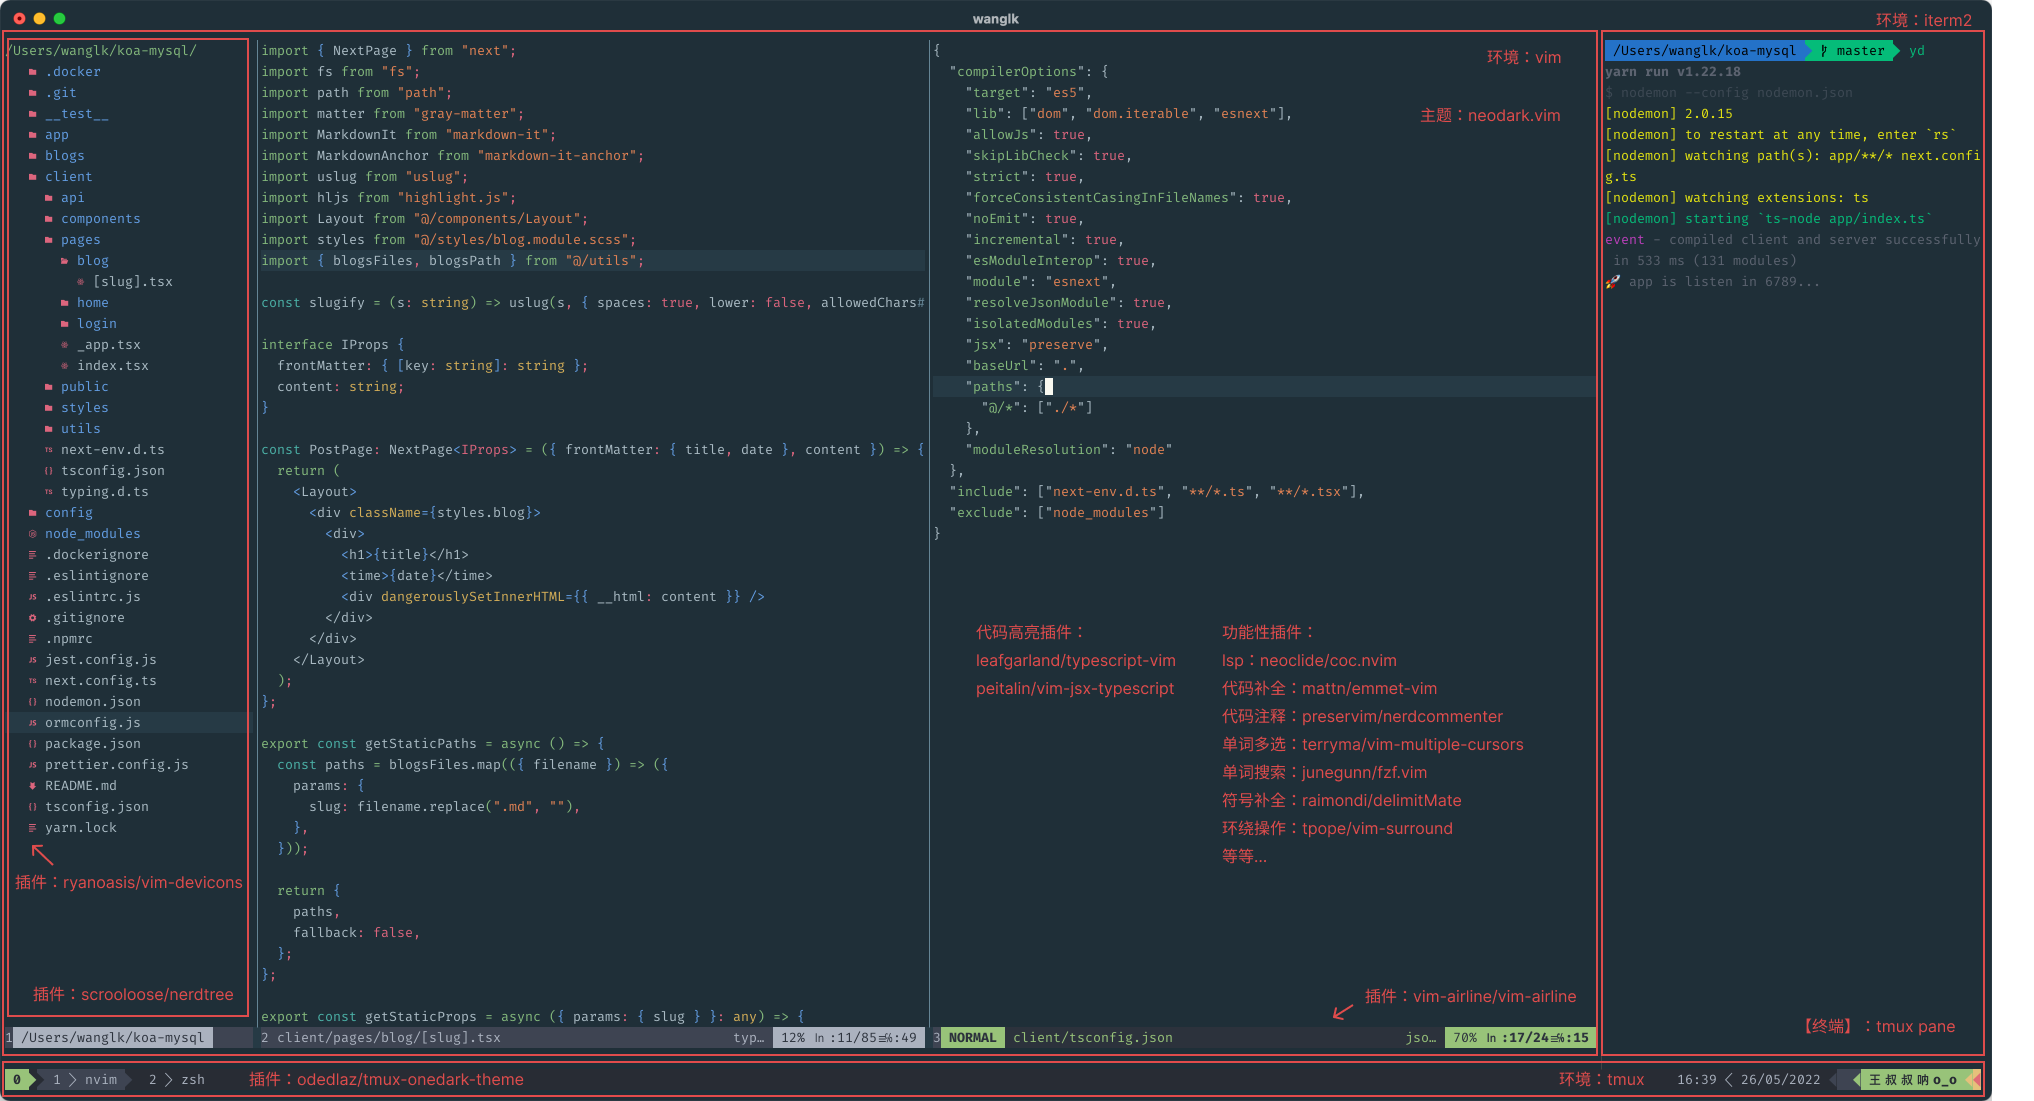 wanglk
环境：iterm2
/Users/wanglk/koa-mysql/
.docker
.git
__test__
app
blogs
client
api
components
pages
blog
[slug].tsx
home
login
_app.tsx
index.tsx
public
styles
utils
next-env.d.ts
tsconfig.json
typing.d.ts
config
node_modules
.dockerignore
.eslintignore
.eslintrc.js
.gitignore
.npmrc
jest.config.js
next.config.ts
nodemon.json
ormconfig.js
package.json
prettier.config.js
README.md
tsconfig.json
yarn.lock
插件：ryanoasis/vim-devicons
插件：scrooloose/nerdtree
import { NextPage } from "next";
import fs from "fs";
import path from "path";
import matter from "gray-matter";
import MarkdownIt from "markdown-it";
import MarkdownAnchor from "markdown-it-anchor";
import uslug from "uslug";
import hljs from "highlight.js";
import Layout from "@/components/Layout";
import styles from "@/styles/blog.module.scss";
import { blogsFiles, blogsPath } from "@/utils";
const slugify = (s: string) => uslug(s, { spaces: true, lower: false, allowedChars#
interface IProps {
frontMatter: { [key: string]: string };
content: string;
}
const PostPage: NextPage<IProps> = ({ frontMatter: { title, date }, content }) => {
return (
<Layout>
<div className={styles.blog}>
<div>
<h1>{title}</h1>
<time>{date}</time>
<div dangerouslySetInnerHTML={{ __html: content }} />
</div>
</div>
</Layout>
);
};
export const getStaticPaths = async () => {
const paths = blogsFiles.map(({ filename }) => ({
params: {
slug: filename.replace(".md", ""),
},
}));
return {
paths,
fallback: false,
};
};
export const getStaticProps = async ({ params: { slug } }: any) => {
{
"compilerOptions": {
"target": "es5",
"lib": ["dom", "dom.iterable", "esnext"],
"allowJs": true,
"skipLibCheck": true,
"strict": true,
"forceConsistentCasingInFileNames": true,
"noEmit": true,
"incremental": true,
"esModuleInterop": true,
"module": "esnext",
"resolveJsonModule": true,
"isolatedModules": true,
"jsx": "preserve",
"baseUrl": ".",
"paths": {
"@/*": ["./*"]
},
"moduleResolution": "node"
},
"include": ["next-env.d.ts", "**/*.ts", "**/*.tsx"],
"exclude": ["node_modules"]
}
环境：vim
主题：neodark.vim
代码高亮插件：
leafgarland/typescript-vim
peitalin/vim-jsx-typescript
功能性插件：
lsp：neoclide/coc.nvim
代码补全：mattn/emmet-vim
代码注释：preservim/nerdcommenter
单词多选：terryma/vim-multiple-cursors
单词搜索：junegunn/fzf.vim
符号补全：raimondi/delimitMate
环绕操作：tpope/vim-surround
等等...
插件：vim-airline/vim-airline
/Users/wanglk/koa-mysql master yd
yarn run v1.22.18
$ nodemon --config nodemon.json
[nodemon] 2.0.15
[nodemon] to restart at any time, enter `rs`
[nodemon] watching path(s): app/**/* next.confi
g.ts
[nodemon] watching extensions: ts
[nodemon] starting `ts-node app/index.ts`
event - compiled client and server successfully
in 533 ms (131 modules)
🚀 app is listen in 6789...
【终端】：tmux pane
1 /Users/wanglk/koa-mysql
2 client/pages/blog/[slug].tsx typ… 12% ln :11/85≡℅:49
3 NORMAL client/tsconfig.json jso… 70% ln :17/24≡℅:15
0 1 > nvim 2 > zsh 插件：odedlaz/tmux-onedark-theme 环境：tmux 16:39 < 26/05/2022 王叔叔呐o_o